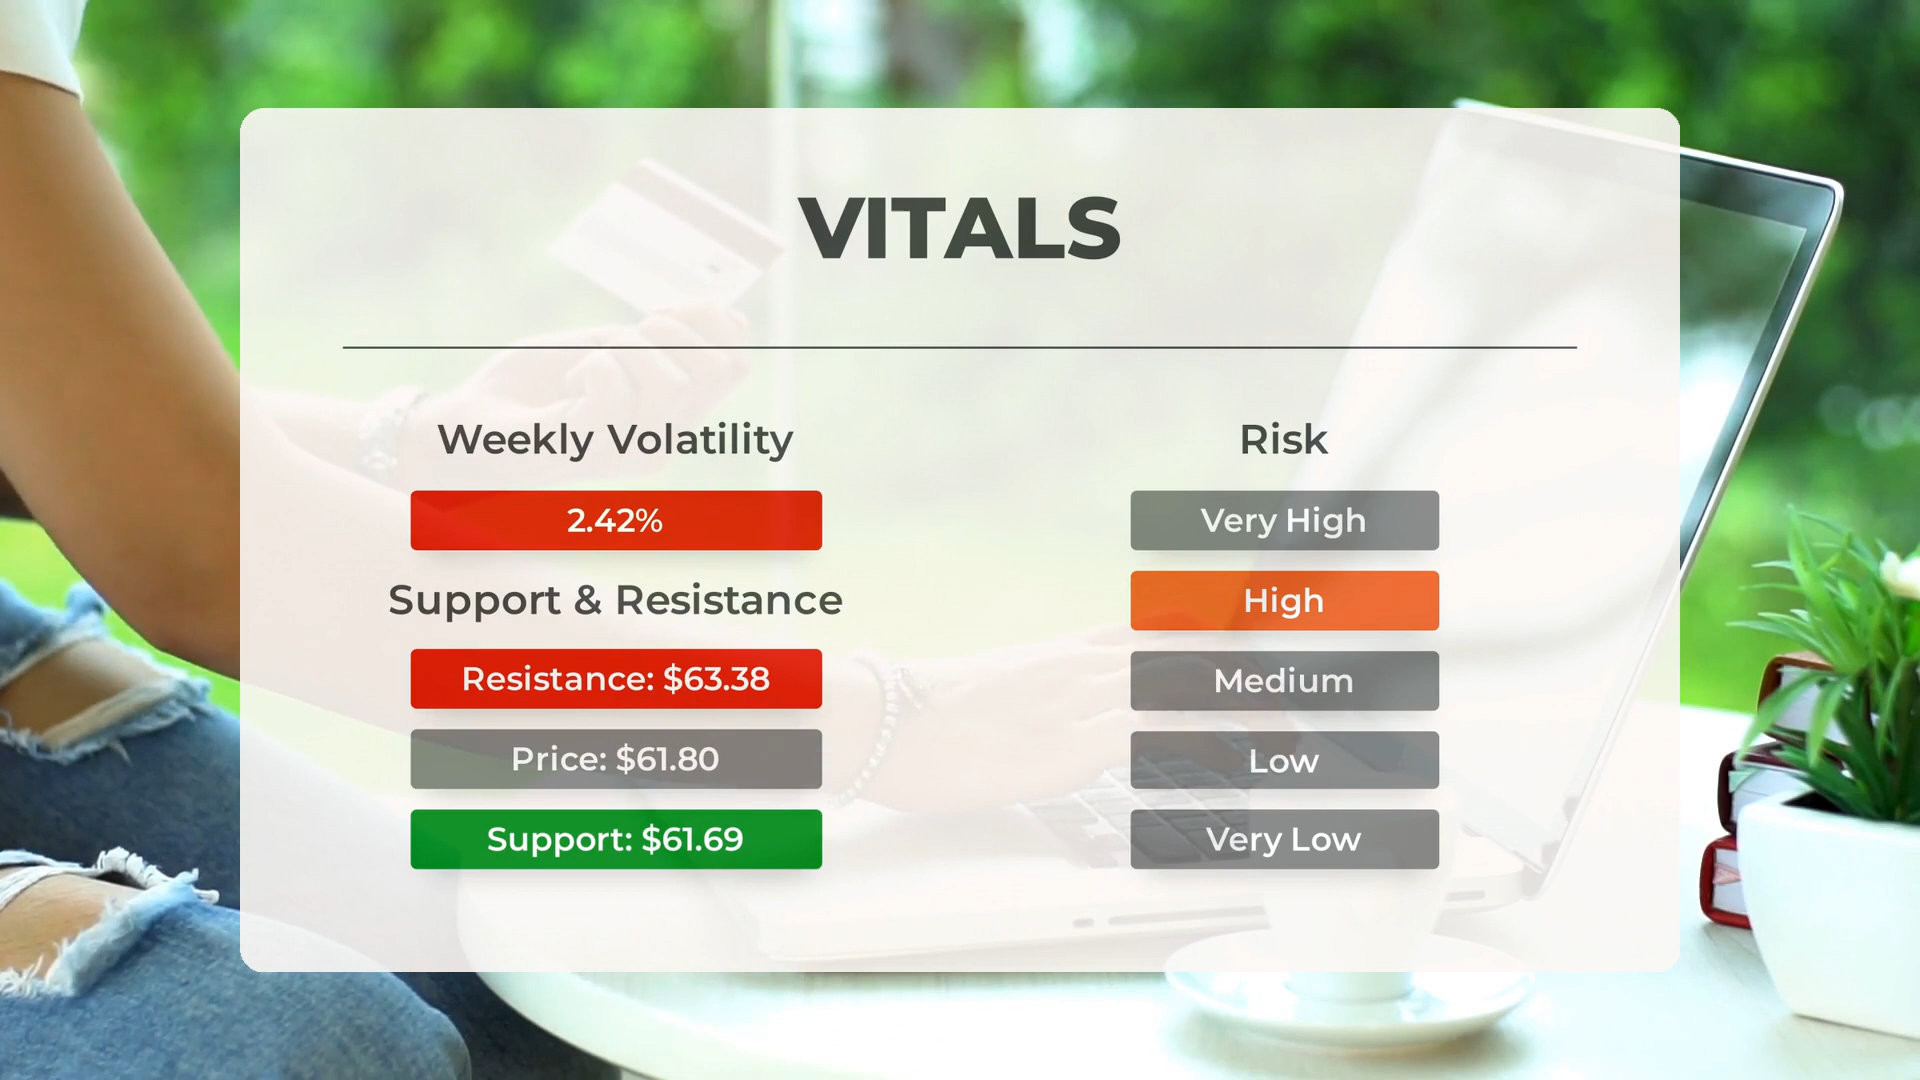 VITALS
Weekly Volatility
2.42%
Support & Resistance
Resistance: $63.38
Price: $61.80
Support: $61.69
Risk
Very High
High
Medium
Low
Very Low